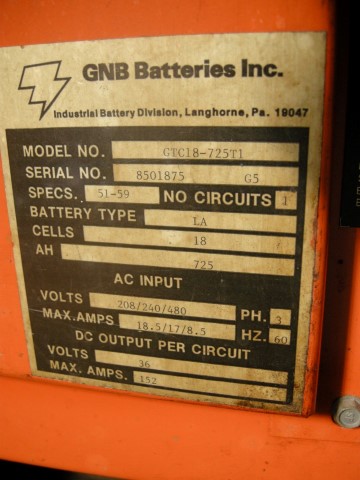 GNB Batteries Inc.
Industrial Battery Division, Langhorne, Pa. 19047
MODEL NO. GTC18-725T1
SERIAL NO. 8501875 G5
SPECS. 51-59 NO CIRCUITS 1
BATTERY TYPE LA
CELLS 18
AH 725
AC INPUT
VOLTS 208/240/480 PH. 3
MAX.AMPS 18.5/17/8.5 HZ. 60
DC OUTPUT PER CIRCUIT
VOLTS 36
MAX. AMPS. 152